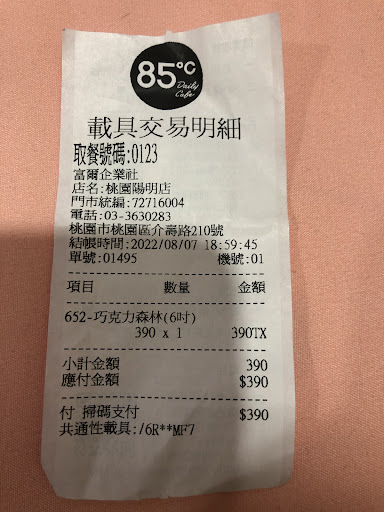 85°C
Daily
Cafe
載具交易明細
取餐號碼:0123
富爾企業社
店名:桃園陽明店
門市統編:72716004
電話:03-3630283
桃園市桃園區介壽路210號
結帳時間:2022/08/07 18:59:45
單號:01495 機號:01
項目 數量 金額
652-巧克力森林(6吋)
390 x 1 390TX
小計金額 390
應付金額 $390
付 掃碼支付 $390
共通性載具:/6R**MF7